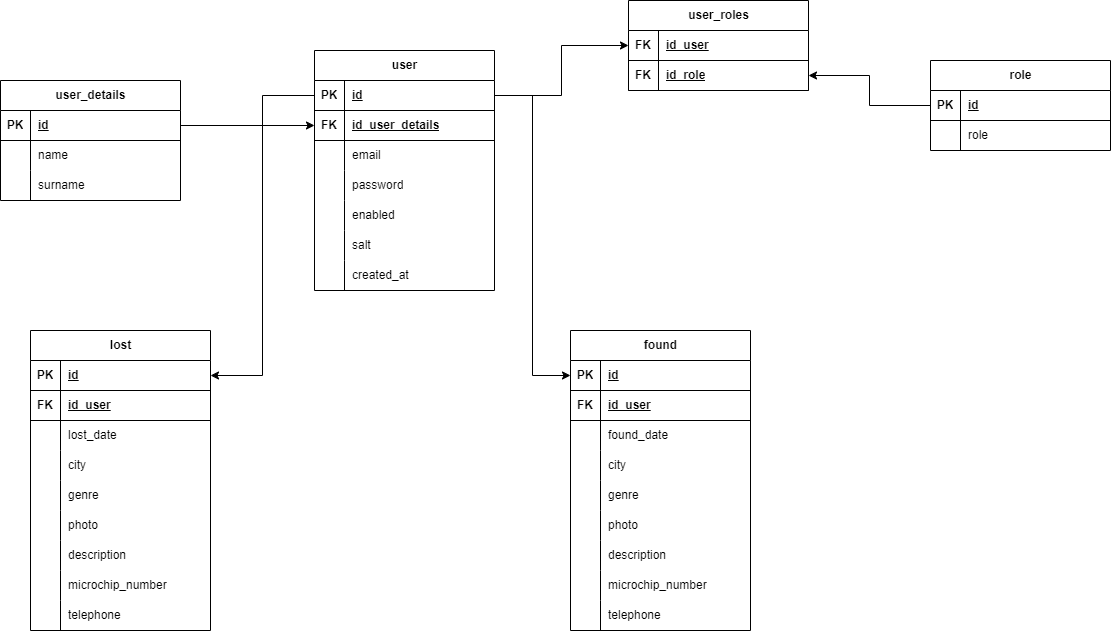 user_roles
FK id_user
FK id_role
user
PK id
FK id_user_details
email
password
enabled
salt
created_at
role
PK id
role
user_details
PK id
name
surname
lost
PK id
FK id_user
lost_date
city
genre
photo
description
microchip_number
telephone
found
PK id
FK id_user
found_date
city
genre
photo
description
microchip_number
telephone